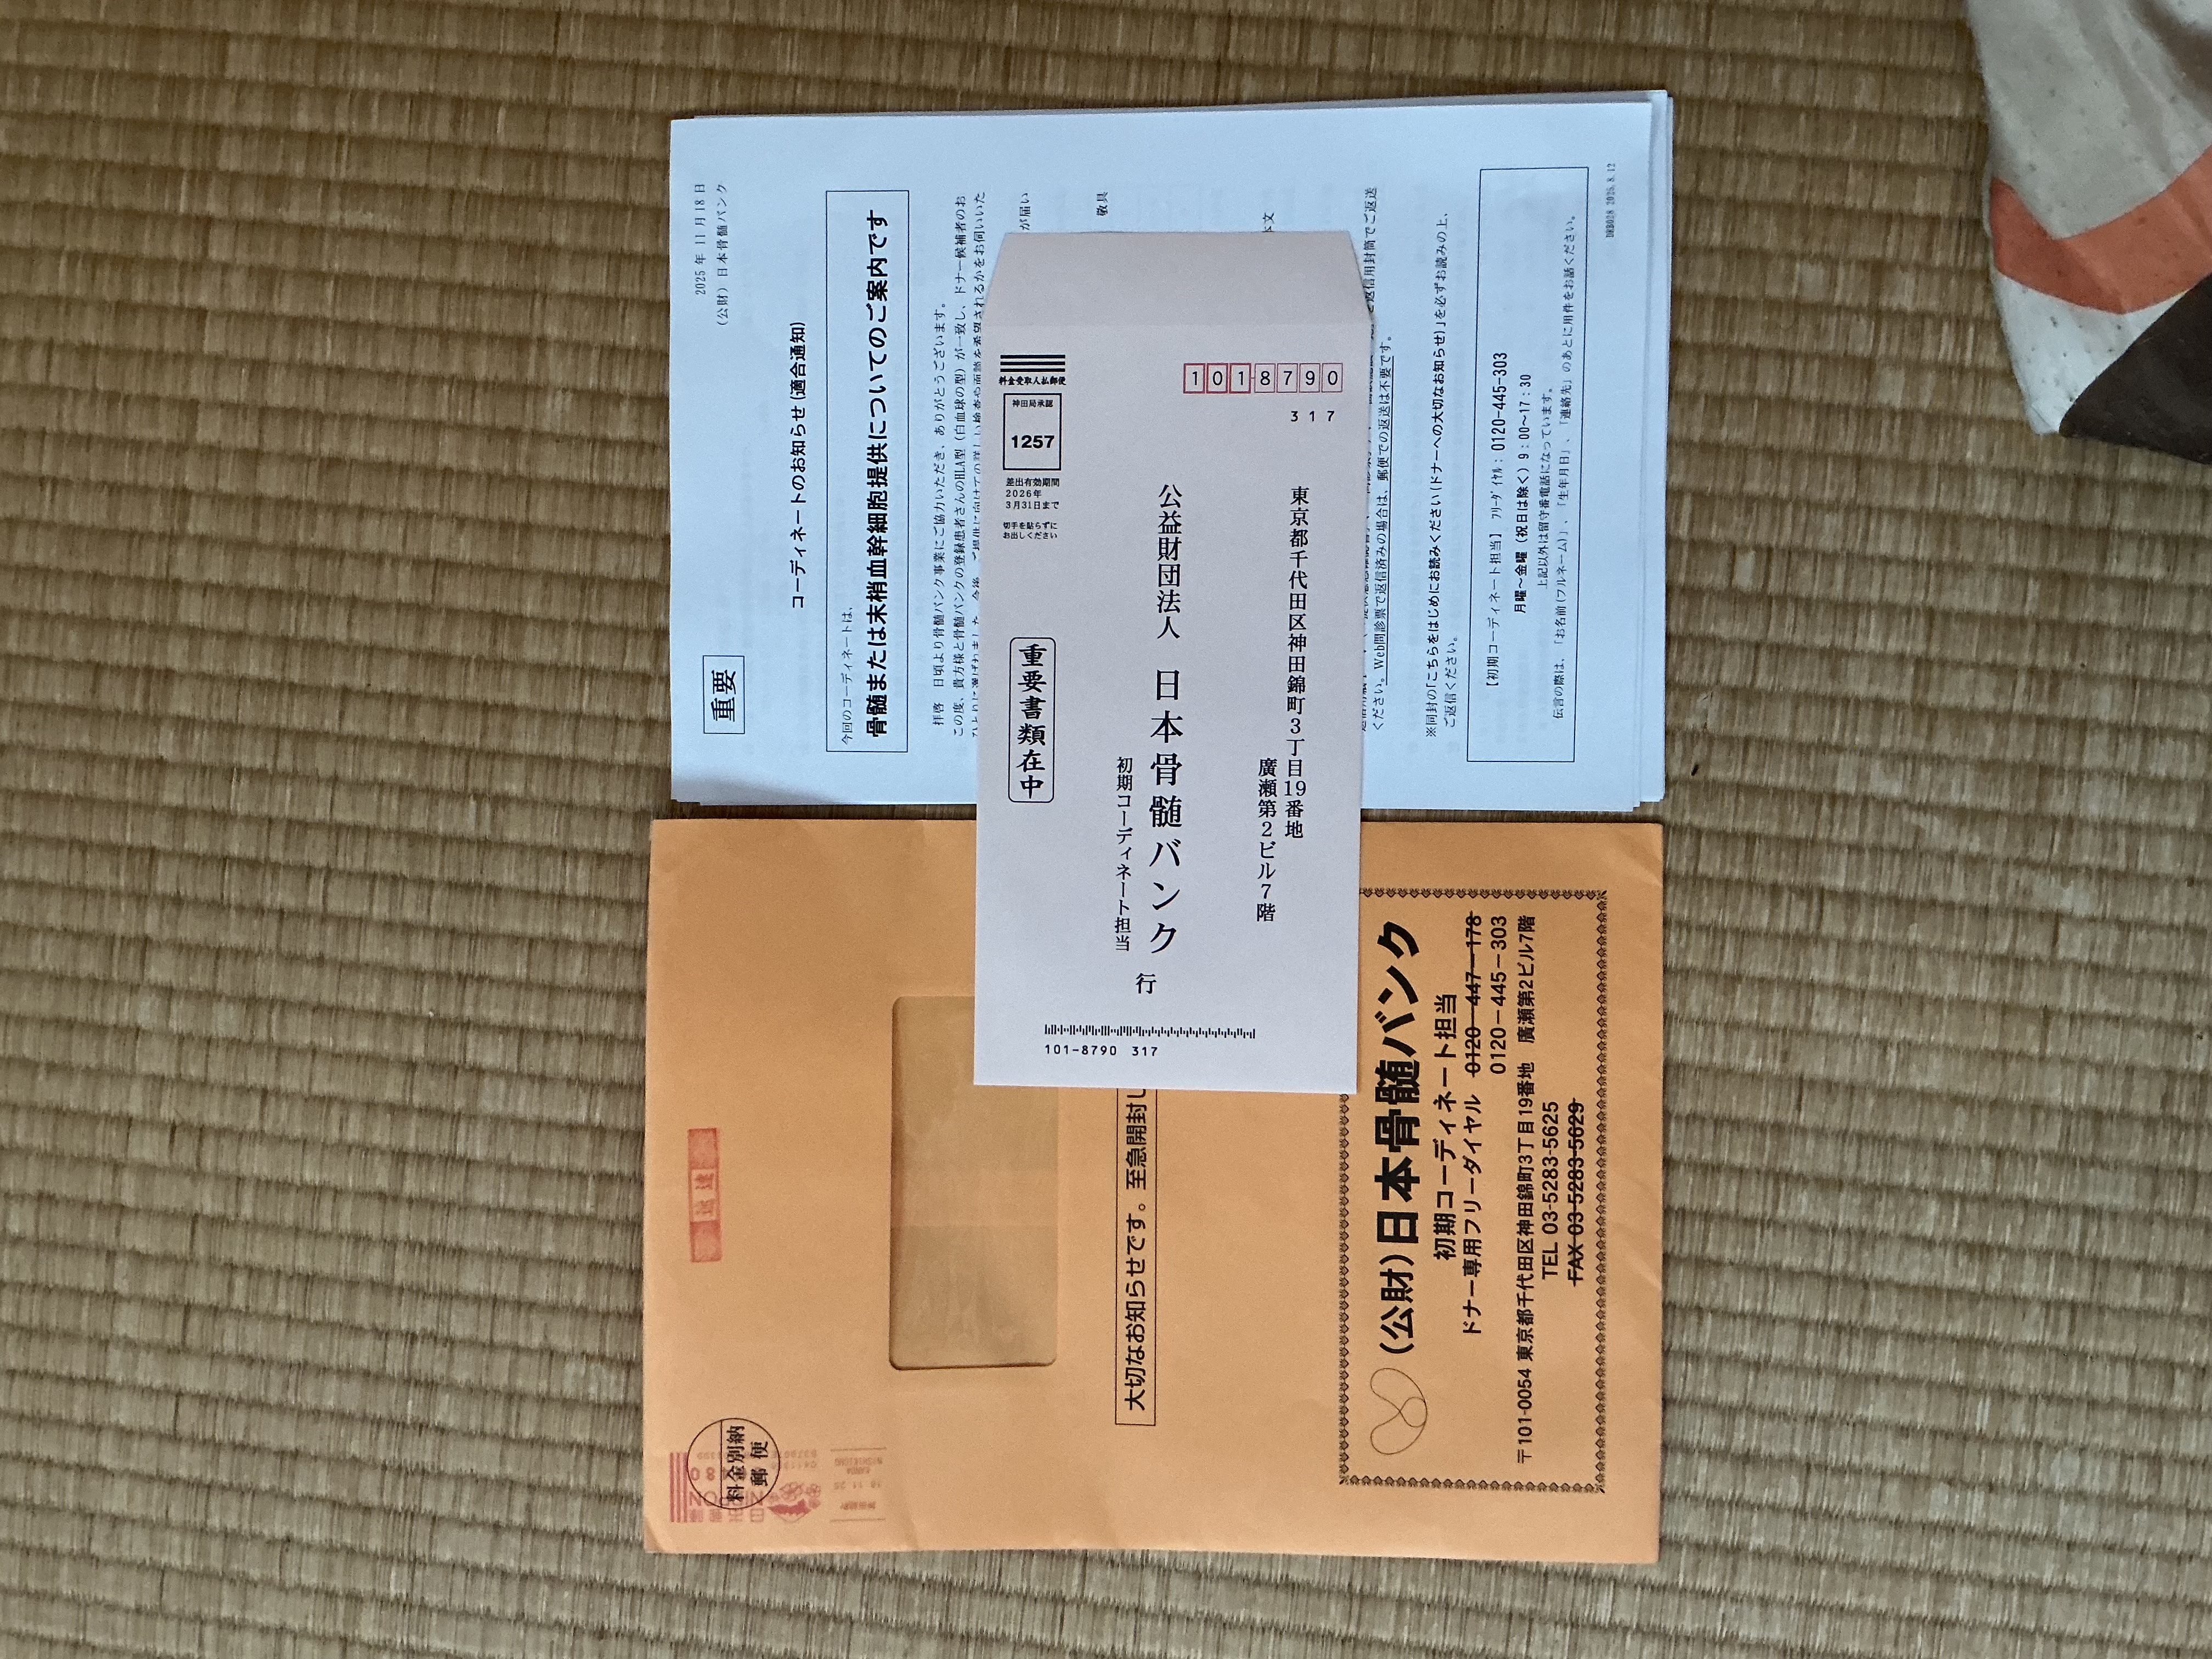 重要
2025年11月18日
（公財）日本骨髄バンク
コーディネートのお知らせ(適合通知)
今回のコーディネートは、
骨髄または末梢血幹細胞提供についてのご案内です
拝啓　日頃より骨髄バンク事業にご協力いただき、ありがとうございます。
この度、貴方様と骨髄バンクの登録患者さんのHLA型（白血球の型）が一致し、ドナー候補者のお
が届い
敬具
本文
返信用封筒でご返送
ください。Web問診票で返信済みの場合は、郵便での返送は不要です。
※同封の「こちらをはじめにお読みください(ドナーへの大切なお知らせ)」を必ずお読みの上、
ご返信ください。
【初期コーディネート担当】 ﾌﾘｰﾀﾞｲﾔﾙ：0120-445-303
月曜～金曜（祝日は除く）9：00～17：30
上記以外は留守番電話になっています。
伝言の際は、「お名前(フルネーム)」、「生年月日」、「連絡先」のあとに用件をお話ください。
DRB028 2025.8.12
料金受取人払郵便
神田局承認
1257
差出有効期間
2026年
3月31日まで
切手を貼らずに
お出しください
1018790
317
東京都千代田区神田錦町3丁目19番地
廣瀬第2ビル7階
公益財団法人　日本骨髄バンク　行
初期コーディネート担当
重要書類在中
101-8790 317
料金別納
郵便
大切なお知らせです。至急開封し
（公財）日本骨髄バンク
初期コーディネート担当
ドナー専用フリーダイヤル 0120-447-178
0120-445-303
〒101-0054 東京都千代田区神田錦町3丁目19番地　廣瀬第2ビル7階
TEL 03-5283-5625
FAX 03-5283-5629